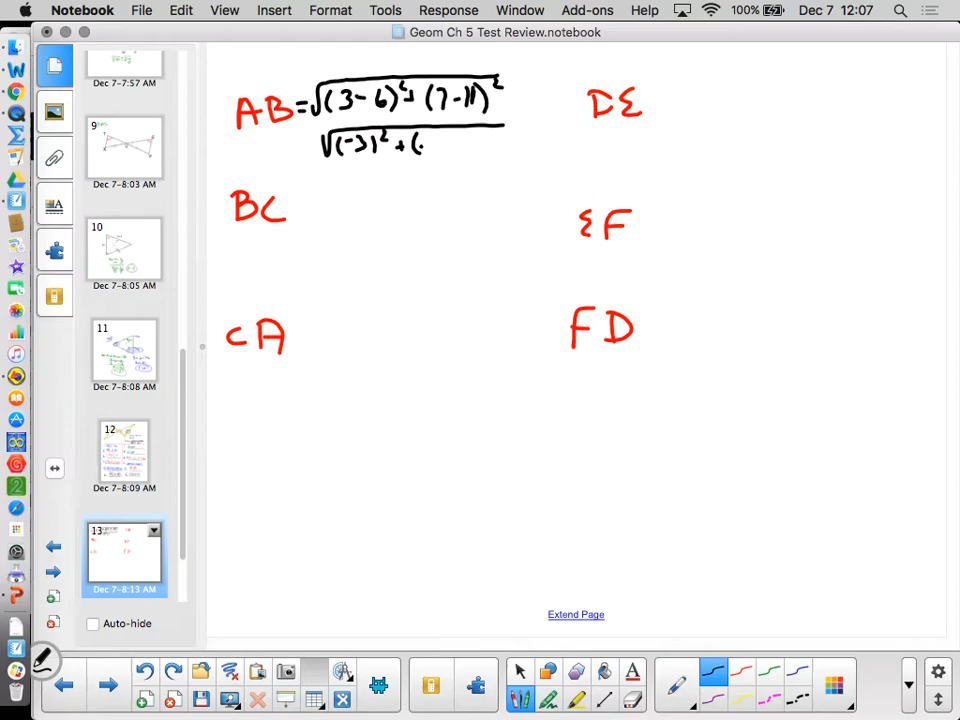 Notebook File Edit View Insert Format Tools Response Window Add-ons Help 100% Dec 7 12:07
Geom Ch 5 Test Review.notebook
Dec 7-7:57 AM
9
Dec 7-8:03 AM
10
Dec 7-8:05 AM
11
Dec 7-8:08 AM
12
Dec 7-8:09 AM
13
Dec 7-8:13 AM
Auto-hide
AB=√(3-6)²+(7-11)²
√(-3)²+(-
BC
CA
DE
EF
FD
Extend Page